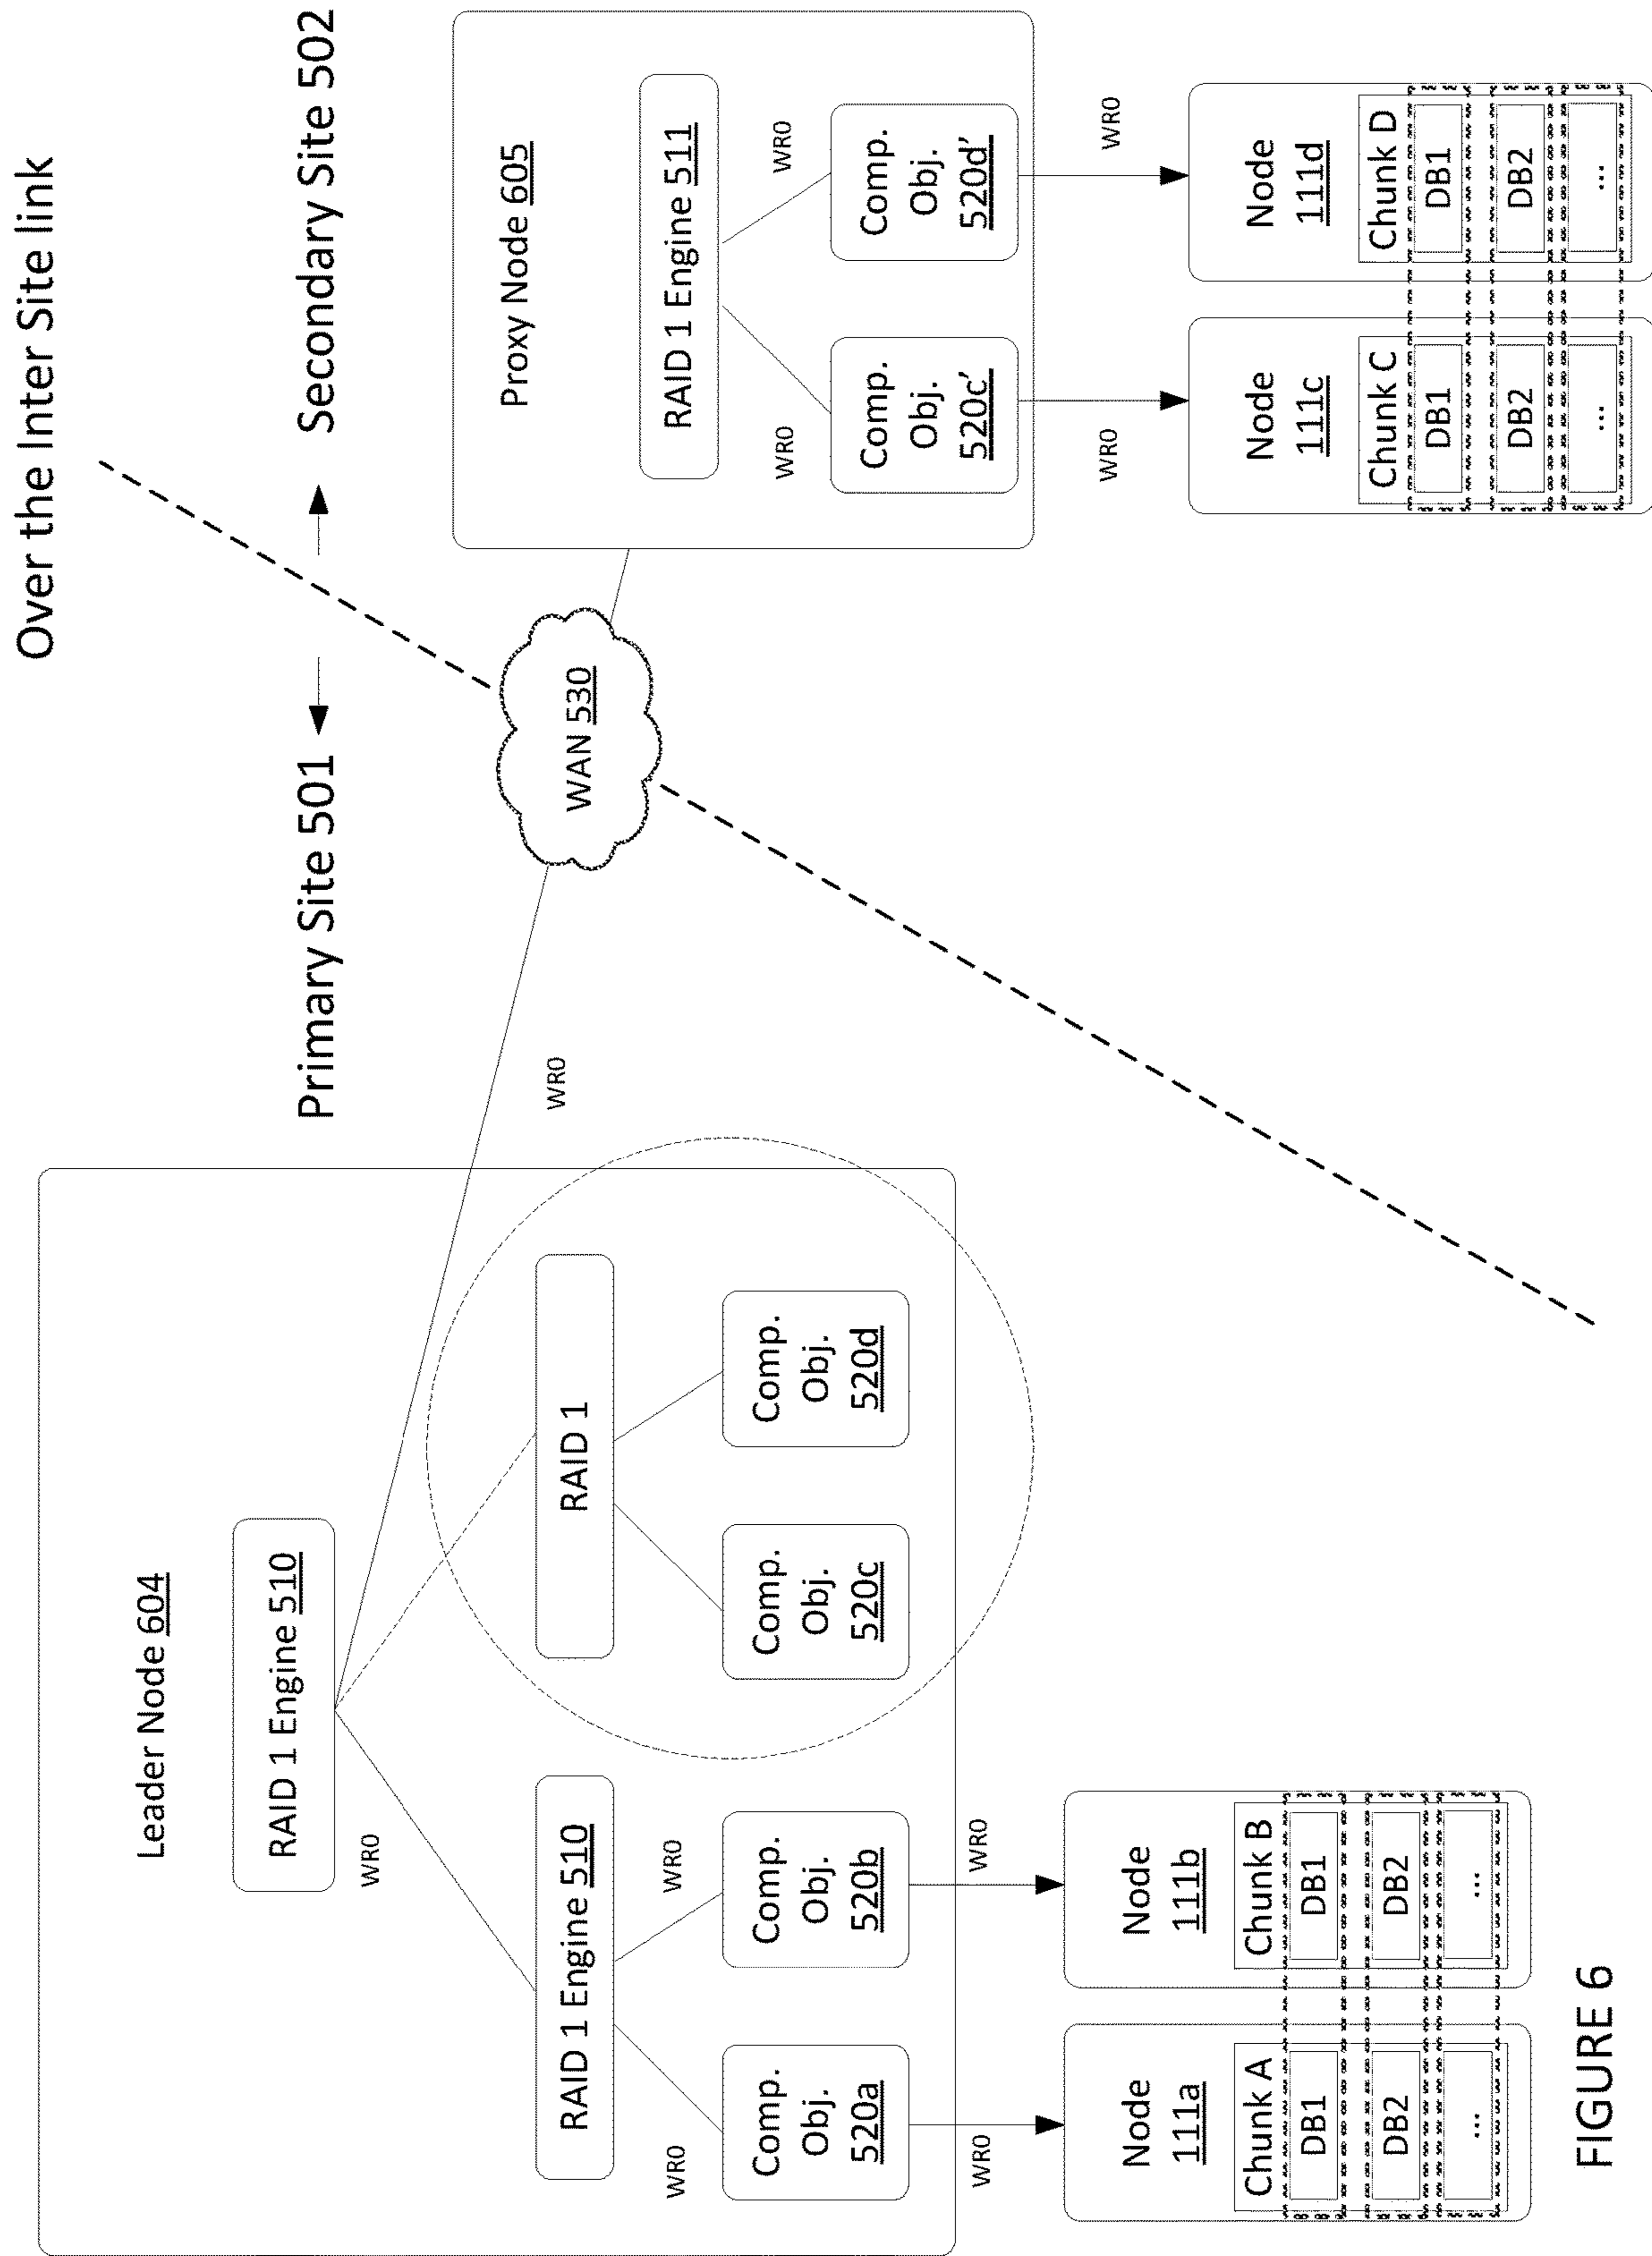 Over the Inter Site link
Primary Site 501
Secondary Site 502
Leader Node 604
RAID 1 Engine 510
WR0
WR0
RAID 1 Engine 510
RAID 1
WR0
WR0
Comp.
Obj.
520a
Comp.
Obj.
520b
Comp.
Obj.
520c
Comp.
Obj.
520d
WR0
WR0
Node
111a
Chunk A
DB1
DB2
...
Node
111b
Chunk B
DB1
DB2
...
WAN 530
Proxy Node 605
RAID 1 Engine 511
WR0
WR0
Comp.
Obj.
520c'
Comp.
Obj.
520d'
WR0
WR0
Node
111c
Chunk C
DB1
DB2
...
Node
111d
Chunk D
DB1
DB2
...
FIGURE 6